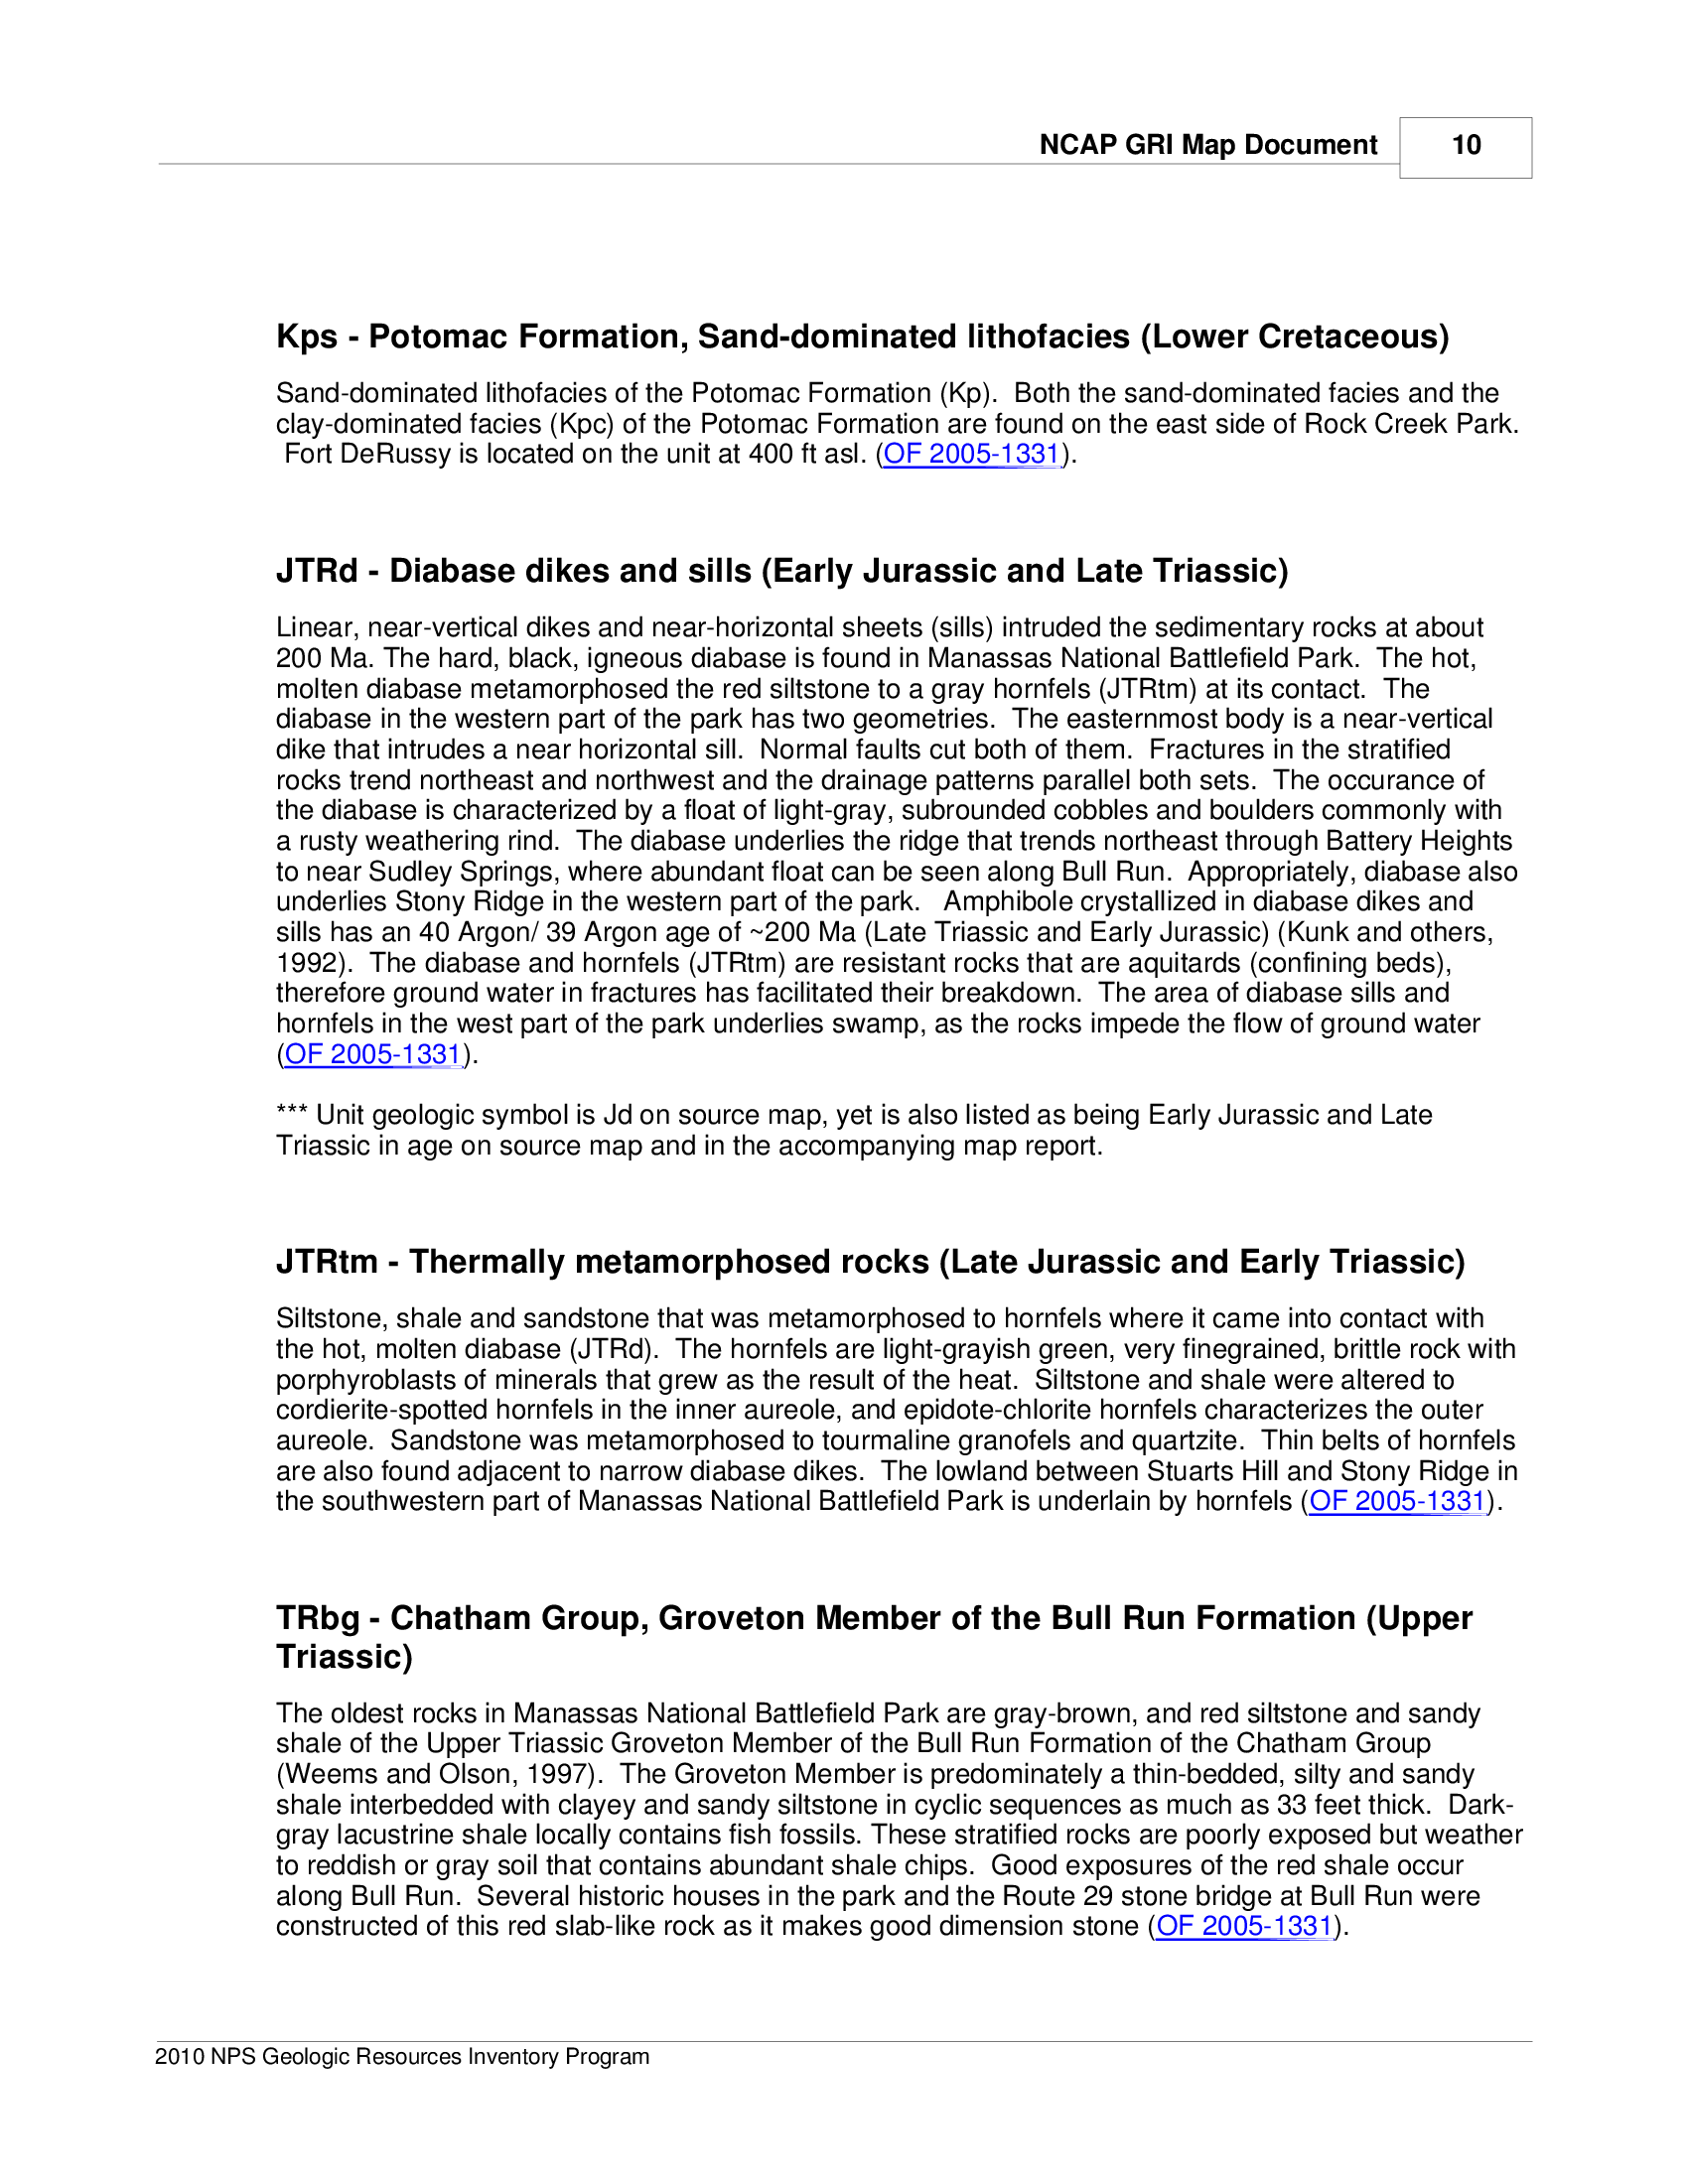 NCAP GRI Map Document 10
Kps - Potomac Formation, Sand-dominated lithofacies (Lower Cretaceous)
Sand-dominated lithofacies of the Potomac Formation (Kp).  Both the sand-dominated facies and the
clay-dominated facies (Kpc) of the Potomac Formation are found on the east side of Rock Creek Park.
Fort DeRussy is located on the unit at 400 ft asl. (OF 2005-1331).
JTRd - Diabase dikes and sills (Early Jurassic and Late Triassic)
Linear, near-vertical dikes and near-horizontal sheets (sills) intruded the sedimentary rocks at about
200 Ma. The hard, black, igneous diabase is found in Manassas National Battlefield Park.  The hot,
molten diabase metamorphosed the red siltstone to a gray hornfels (JTRtm) at its contact.  The
diabase in the western part of the park has two geometries.  The easternmost body is a near-vertical
dike that intrudes a near horizontal sill.  Normal faults cut both of them.  Fractures in the stratified
rocks trend northeast and northwest and the drainage patterns parallel both sets.  The occurance of
the diabase is characterized by a float of light-gray, subrounded cobbles and boulders commonly with
a rusty weathering rind.  The diabase underlies the ridge that trends northeast through Battery Heights
to near Sudley Springs, where abundant float can be seen along Bull Run.  Appropriately, diabase also
underlies Stony Ridge in the western part of the park.   Amphibole crystallized in diabase dikes and
sills has an 40 Argon/ 39 Argon age of ~200 Ma (Late Triassic and Early Jurassic) (Kunk and others,
1992).  The diabase and hornfels (JTRtm) are resistant rocks that are aquitards (confining beds),
therefore ground water in fractures has facilitated their breakdown.  The area of diabase sills and
hornfels in the west part of the park underlies swamp, as the rocks impede the flow of ground water
(OF 2005-1331).
*** Unit geologic symbol is Jd on source map, yet is also listed as being Early Jurassic and Late
Triassic in age on source map and in the accompanying map report.
JTRtm - Thermally metamorphosed rocks (Late Jurassic and Early Triassic)
Siltstone, shale and sandstone that was metamorphosed to hornfels where it came into contact with
the hot, molten diabase (JTRd).  The hornfels are light-grayish green, very finegrained, brittle rock with
porphyroblasts of minerals that grew as the result of the heat.  Siltstone and shale were altered to
cordierite-spotted hornfels in the inner aureole, and epidote-chlorite hornfels characterizes the outer
aureole.  Sandstone was metamorphosed to tourmaline granofels and quartzite.  Thin belts of hornfels
are also found adjacent to narrow diabase dikes.  The lowland between Stuarts Hill and Stony Ridge in
the southwestern part of Manassas National Battlefield Park is underlain by hornfels (OF 2005-1331).
TRbg - Chatham Group, Groveton Member of the Bull Run Formation (Upper
Triassic)
The oldest rocks in Manassas National Battlefield Park are gray-brown, and red siltstone and sandy
shale of the Upper Triassic Groveton Member of the Bull Run Formation of the Chatham Group
(Weems and Olson, 1997).  The Groveton Member is predominately a thin-bedded, silty and sandy
shale interbedded with clayey and sandy siltstone in cyclic sequences as much as 33 feet thick.  Dark-
gray lacustrine shale locally contains fish fossils. These stratified rocks are poorly exposed but weather
to reddish or gray soil that contains abundant shale chips.  Good exposures of the red shale occur
along Bull Run.  Several historic houses in the park and the Route 29 stone bridge at Bull Run were
constructed of this red slab-like rock as it makes good dimension stone (OF 2005-1331).
2010 NPS Geologic Resources Inventory Program